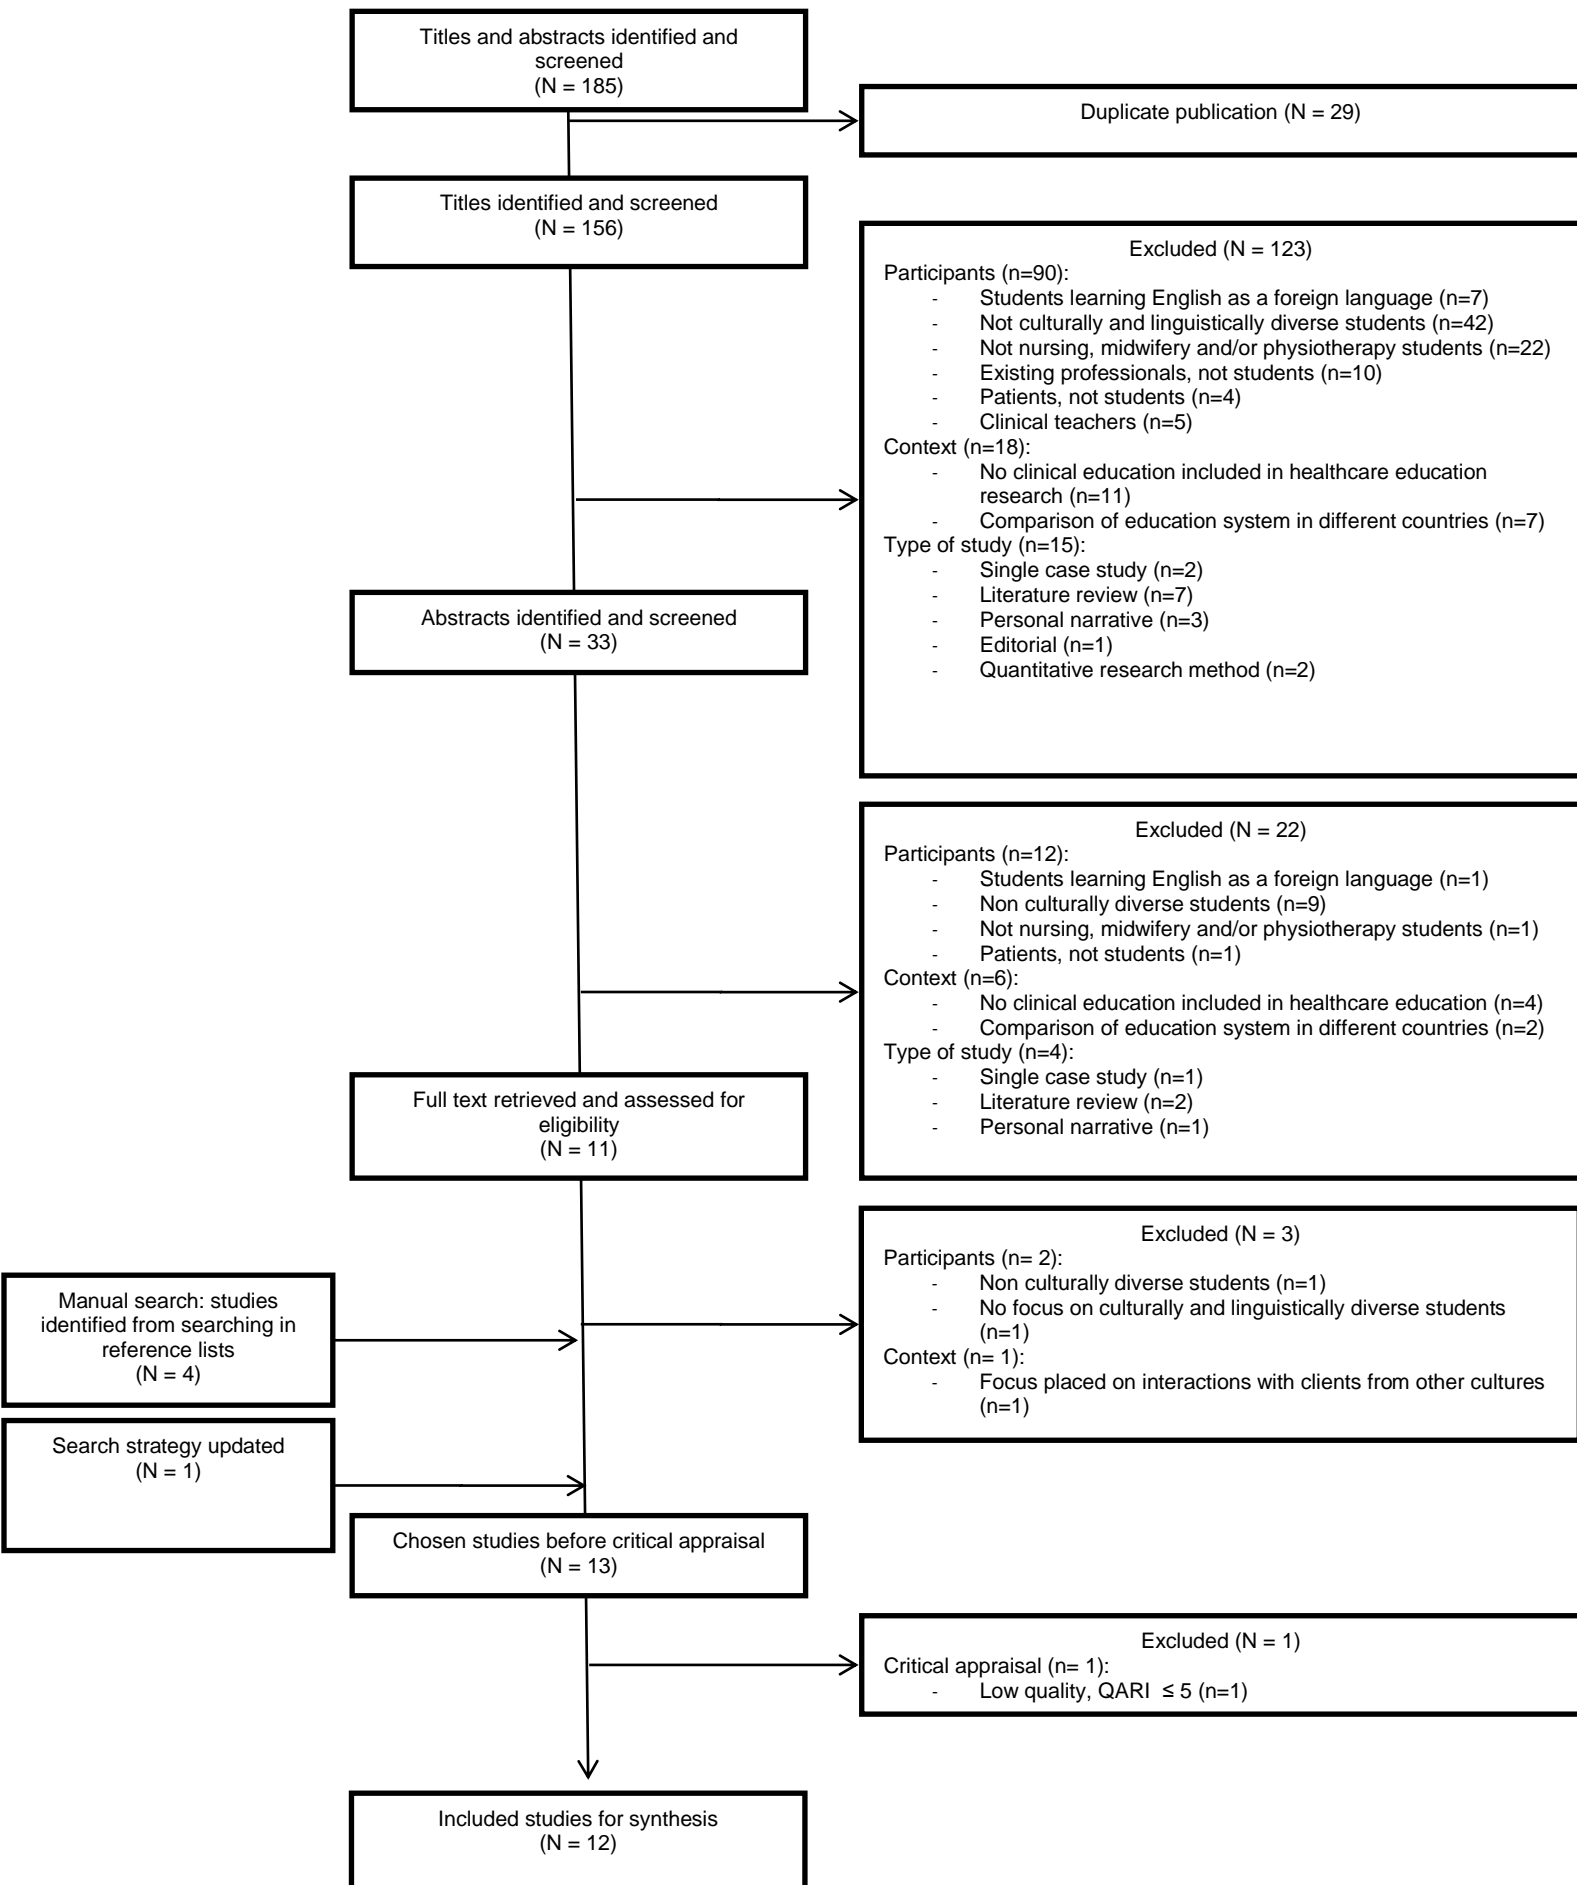 Titles and abstracts identified and
screened
(N = 185)
Duplicate publication (N = 29)
Titles identified and screened
(N = 156)
Excluded (N = 123)
Participants (n=90):
- Students learning English as a foreign language (n=7)
- Not culturally and linguistically diverse students (n=42)
- Not nursing, midwifery and/or physiotherapy students (n=22)
- Existing professionals, not students (n=10)
- Patients, not students (n=4)
- Clinical teachers (n=5)
Context (n=18):
- No clinical education included in healthcare education
research (n=11)
- Comparison of education system in different countries (n=7)
Type of study (n=15):
- Single case study (n=2)
- Literature review (n=7)
- Personal narrative (n=3)
- Editorial (n=1)
- Quantitative research method (n=2)
Abstracts identified and screened
(N = 33)
Excluded (N = 22)
Participants (n=12):
- Students learning English as a foreign language (n=1)
- Non culturally diverse students (n=9)
- Not nursing, midwifery and/or physiotherapy students (n=1)
- Patients, not students (n=1)
Context (n=6):
- No clinical education included in healthcare education (n=4)
- Comparison of education system in different countries (n=2)
Type of study (n=4):
- Single case study (n=1)
- Literature review (n=2)
- Personal narrative (n=1)
Full text retrieved and assessed for
eligibility
(N = 11)
Excluded (N = 3)
Participants (n= 2):
- Non culturally diverse students (n=1)
- No focus on culturally and linguistically diverse students
(n=1)
Context (n= 1):
- Focus placed on interactions with clients from other cultures
(n=1)
Manual search: studies
identified from searching in
reference lists
(N = 4)
Search strategy updated
(N = 1)
Chosen studies before critical appraisal
(N = 13)
Excluded (N = 1)
Critical appraisal (n= 1):
- Low quality, QARI ≤ 5 (n=1)
Included studies for synthesis
(N = 12)